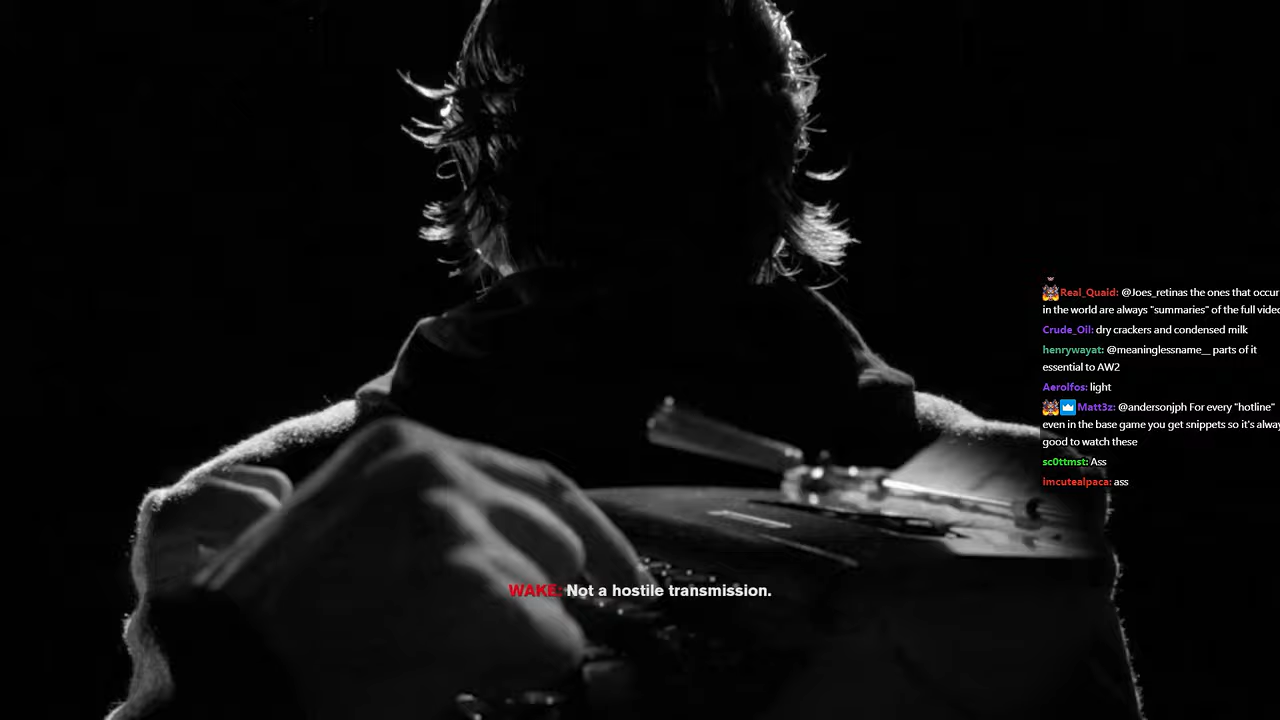 Real_Quaid: @Joes_retinas the ones that occur
in the world are always "summaries" of the full video
Crude_Oil: dry crackers and condensed milk
henrywayat: @meaninglessname__ parts of it
essential to AW2
Aerolfos: light
Matt3z: @andersonjph For every "hotline"
even in the base game you get snippets so it's alway
good to watch these
sc0ttmst: Ass
imcutealpaca: ass
WAKE: Not a hostile transmission.